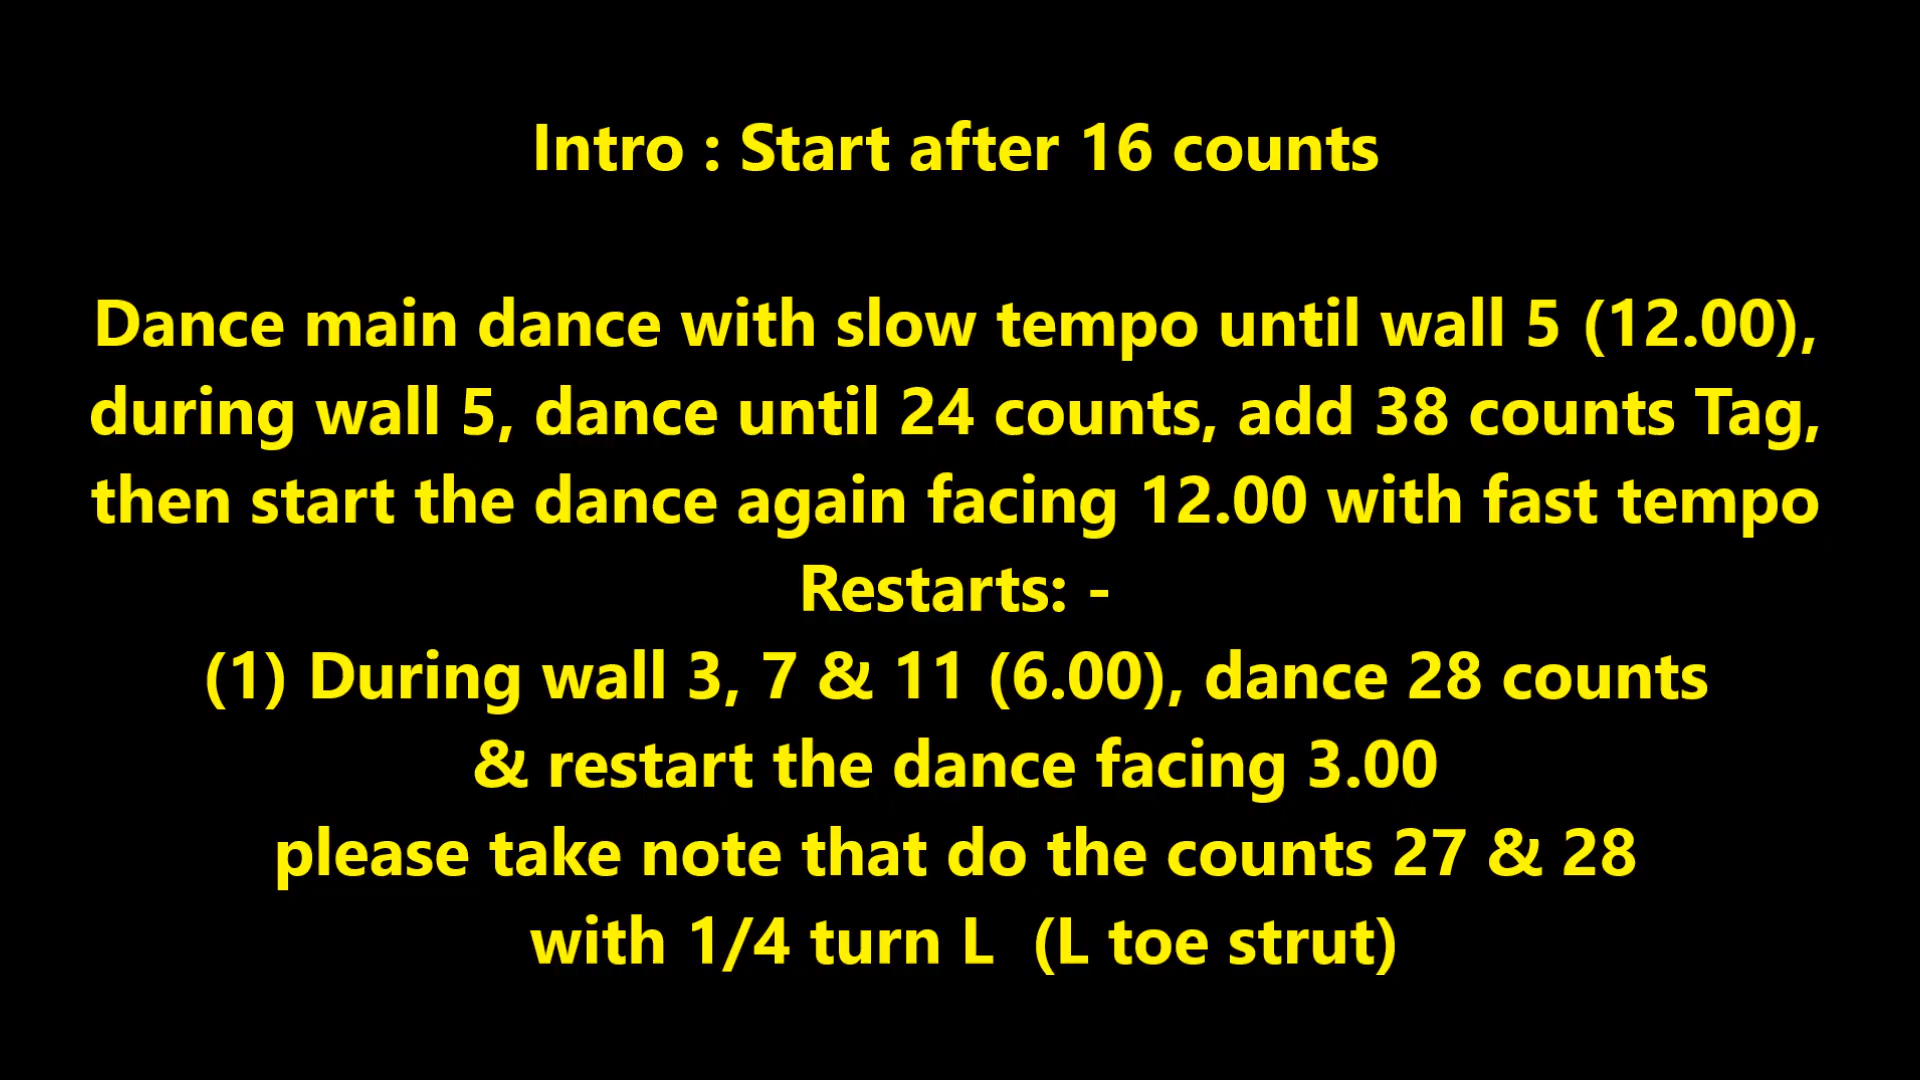 Intro : Start after 16 counts
Dance main dance with slow tempo until wall 5 (12.00),
during wall 5, dance until 24 counts, add 38 counts Tag,
then start the dance again facing 12.00 with fast tempo
Restarts: -
(1) During wall 3, 7 & 11 (6.00), dance 28 counts
& restart the dance facing 3.00
please take note that do the counts 27 & 28
with 1/4 turn L  (L toe strut)